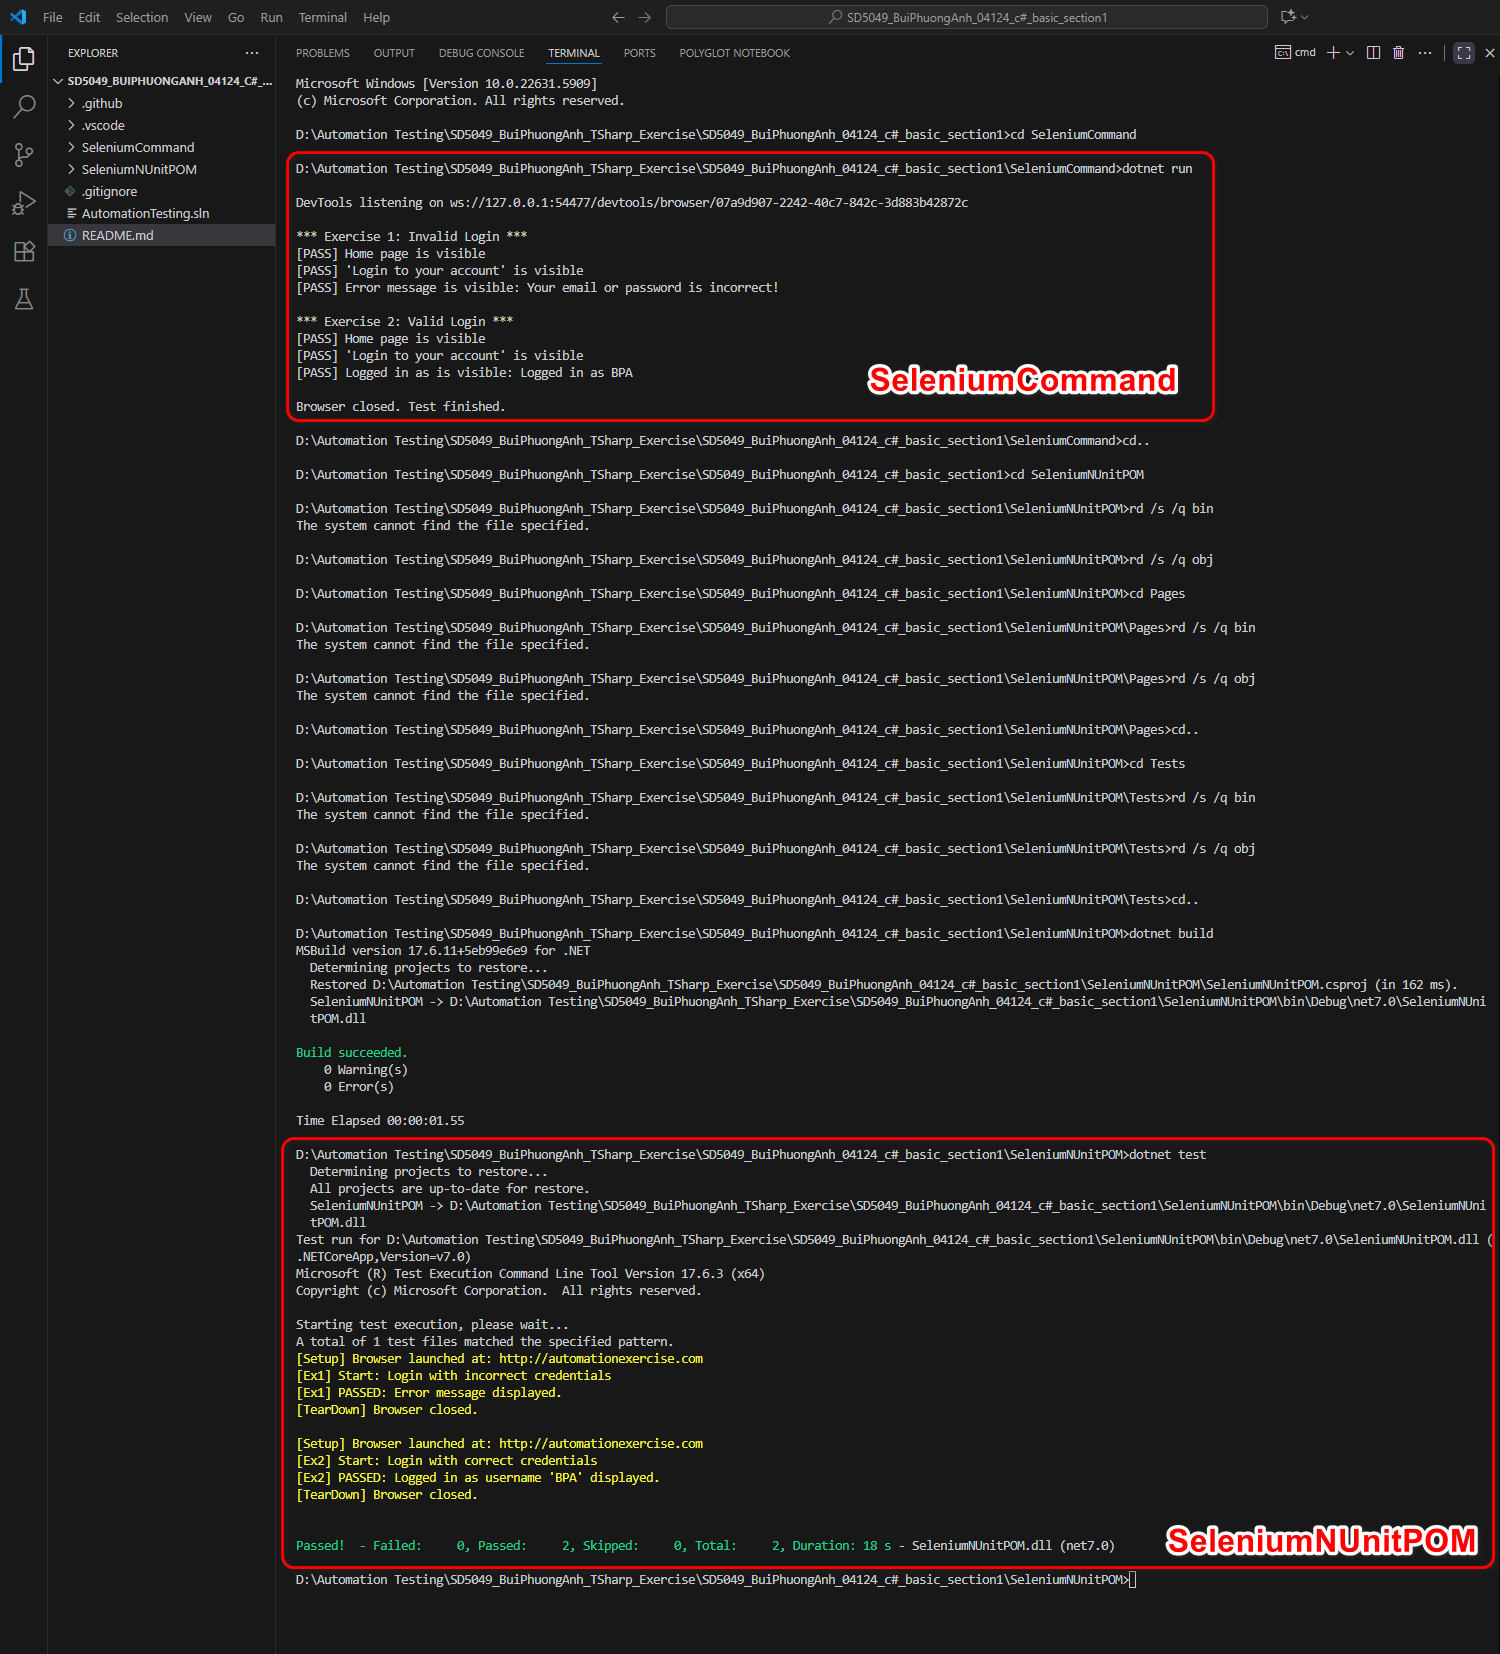 File Edit Selection View Go Run Terminal Help
SD5049_BuiPhuongAnh_04124_c#_basic_section1
EXPLORER
SD5049_BUIPHUONGANH_04124_C#_...
.github
.vscode
SeleniumCommand
SeleniumNUnitPOM
.gitignore
AutomationTesting.sln
README.md
PROBLEMS OUTPUT DEBUG CONSOLE TERMINAL PORTS POLYGLOT NOTEBOOK
cmd
Microsoft Windows [Version 10.0.22631.5909]
(c) Microsoft Corporation. All rights reserved.
D:\Automation Testing\SD5049_BuiPhuongAnh_TSharp_Exercise\SD5049_BuiPhuongAnh_04124_c#_basic_section1>cd SeleniumCommand
D:\Automation Testing\SD5049_BuiPhuongAnh_TSharp_Exercise\SD5049_BuiPhuongAnh_04124_c#_basic_section1\SeleniumCommand>dotnet run
DevTools listening on ws://127.0.0.1:54477/devtools/browser/07a9d907-2242-40c7-842c-3d883b42872c
*** Exercise 1: Invalid Login ***
[PASS] Home page is visible
[PASS] 'Login to your account' is visible
[PASS] Error message is visible: Your email or password is incorrect!
*** Exercise 2: Valid Login ***
[PASS] Home page is visible
[PASS] 'Login to your account' is visible
[PASS] Logged in as is visible: Logged in as BPA
SeleniumCommand
Browser closed. Test finished.
D:\Automation Testing\SD5049_BuiPhuongAnh_TSharp_Exercise\SD5049_BuiPhuongAnh_04124_c#_basic_section1\SeleniumCommand>cd..
D:\Automation Testing\SD5049_BuiPhuongAnh_TSharp_Exercise\SD5049_BuiPhuongAnh_04124_c#_basic_section1>cd SeleniumNUnitPOM
D:\Automation Testing\SD5049_BuiPhuongAnh_TSharp_Exercise\SD5049_BuiPhuongAnh_04124_c#_basic_section1\SeleniumNUnitPOM>rd /s /q bin
The system cannot find the file specified.
D:\Automation Testing\SD5049_BuiPhuongAnh_TSharp_Exercise\SD5049_BuiPhuongAnh_04124_c#_basic_section1\SeleniumNUnitPOM>rd /s /q obj
D:\Automation Testing\SD5049_BuiPhuongAnh_TSharp_Exercise\SD5049_BuiPhuongAnh_04124_c#_basic_section1\SeleniumNUnitPOM>cd Pages
D:\Automation Testing\SD5049_BuiPhuongAnh_TSharp_Exercise\SD5049_BuiPhuongAnh_04124_c#_basic_section1\SeleniumNUnitPOM\Pages>rd /s /q bin
The system cannot find the file specified.
D:\Automation Testing\SD5049_BuiPhuongAnh_TSharp_Exercise\SD5049_BuiPhuongAnh_04124_c#_basic_section1\SeleniumNUnitPOM\Pages>rd /s /q obj
The system cannot find the file specified.
D:\Automation Testing\SD5049_BuiPhuongAnh_TSharp_Exercise\SD5049_BuiPhuongAnh_04124_c#_basic_section1\SeleniumNUnitPOM\Pages>cd..
D:\Automation Testing\SD5049_BuiPhuongAnh_TSharp_Exercise\SD5049_BuiPhuongAnh_04124_c#_basic_section1\SeleniumNUnitPOM>cd Tests
D:\Automation Testing\SD5049_BuiPhuongAnh_TSharp_Exercise\SD5049_BuiPhuongAnh_04124_c#_basic_section1\SeleniumNUnitPOM\Tests>rd /s /q bin
The system cannot find the file specified.
D:\Automation Testing\SD5049_BuiPhuongAnh_TSharp_Exercise\SD5049_BuiPhuongAnh_04124_c#_basic_section1\SeleniumNUnitPOM\Tests>rd /s /q obj
The system cannot find the file specified.
D:\Automation Testing\SD5049_BuiPhuongAnh_TSharp_Exercise\SD5049_BuiPhuongAnh_04124_c#_basic_section1\SeleniumNUnitPOM\Tests>cd..
D:\Automation Testing\SD5049_BuiPhuongAnh_TSharp_Exercise\SD5049_BuiPhuongAnh_04124_c#_basic_section1\SeleniumNUnitPOM>dotnet build
MSBuild version 17.6.11+5eb99e6e9 for .NET
Determining projects to restore...
Restored D:\Automation Testing\SD5049_BuiPhuongAnh_TSharp_Exercise\SD5049_BuiPhuongAnh_04124_c#_basic_section1\SeleniumNUnitPOM\SeleniumNUnitPOM.csproj (in 162 ms).
SeleniumNUnitPOM -> D:\Automation Testing\SD5049_BuiPhuongAnh_TSharp_Exercise\SD5049_BuiPhuongAnh_04124_c#_basic_section1\SeleniumNUnitPOM\bin\Debug\net7.0\SeleniumNUni
tPOM.dll
Build succeeded.
0 Warning(s)
0 Error(s)
Time Elapsed 00:00:01.55
D:\Automation Testing\SD5049_BuiPhuongAnh_TSharp_Exercise\SD5049_BuiPhuongAnh_04124_c#_basic_section1\SeleniumNUnitPOM>dotnet test
Determining projects to restore...
All projects are up-to-date for restore.
SeleniumNUnitPOM -> D:\Automation Testing\SD5049_BuiPhuongAnh_TSharp_Exercise\SD5049_BuiPhuongAnh_04124_c#_basic_section1\SeleniumNUnitPOM\bin\Debug\net7.0\SeleniumNUni
tPOM.dll
Test run for D:\Automation Testing\SD5049_BuiPhuongAnh_TSharp_Exercise\SD5049_BuiPhuongAnh_04124_c#_basic_section1\SeleniumNUnitPOM\bin\Debug\net7.0\SeleniumNUnitPOM.dll (
.NETCoreApp,Version=v7.0)
Microsoft (R) Test Execution Command Line Tool Version 17.6.3 (x64)
Copyright (c) Microsoft Corporation.  All rights reserved.
Starting test execution, please wait...
A total of 1 test files matched the specified pattern.
[Setup] Browser launched at: http://automationexercise.com
[Ex1] Start: Login with incorrect credentials
[Ex1] PASSED: Error message displayed.
[TearDown] Browser closed.
[Setup] Browser launched at: http://automationexercise.com
[Ex2] Start: Login with correct credentials
[Ex2] PASSED: Logged in as username 'BPA' displayed.
[TearDown] Browser closed.
Passed!  - Failed:     0, Passed:     2, Skipped:     0, Total:     2, Duration: 18 s - SeleniumNUnitPOM.dll (net7.0)
SeleniumNUnitPOM
D:\Automation Testing\SD5049_BuiPhuongAnh_TSharp_Exercise\SD5049_BuiPhuongAnh_04124_c#_basic_section1\SeleniumNUnitPOM>